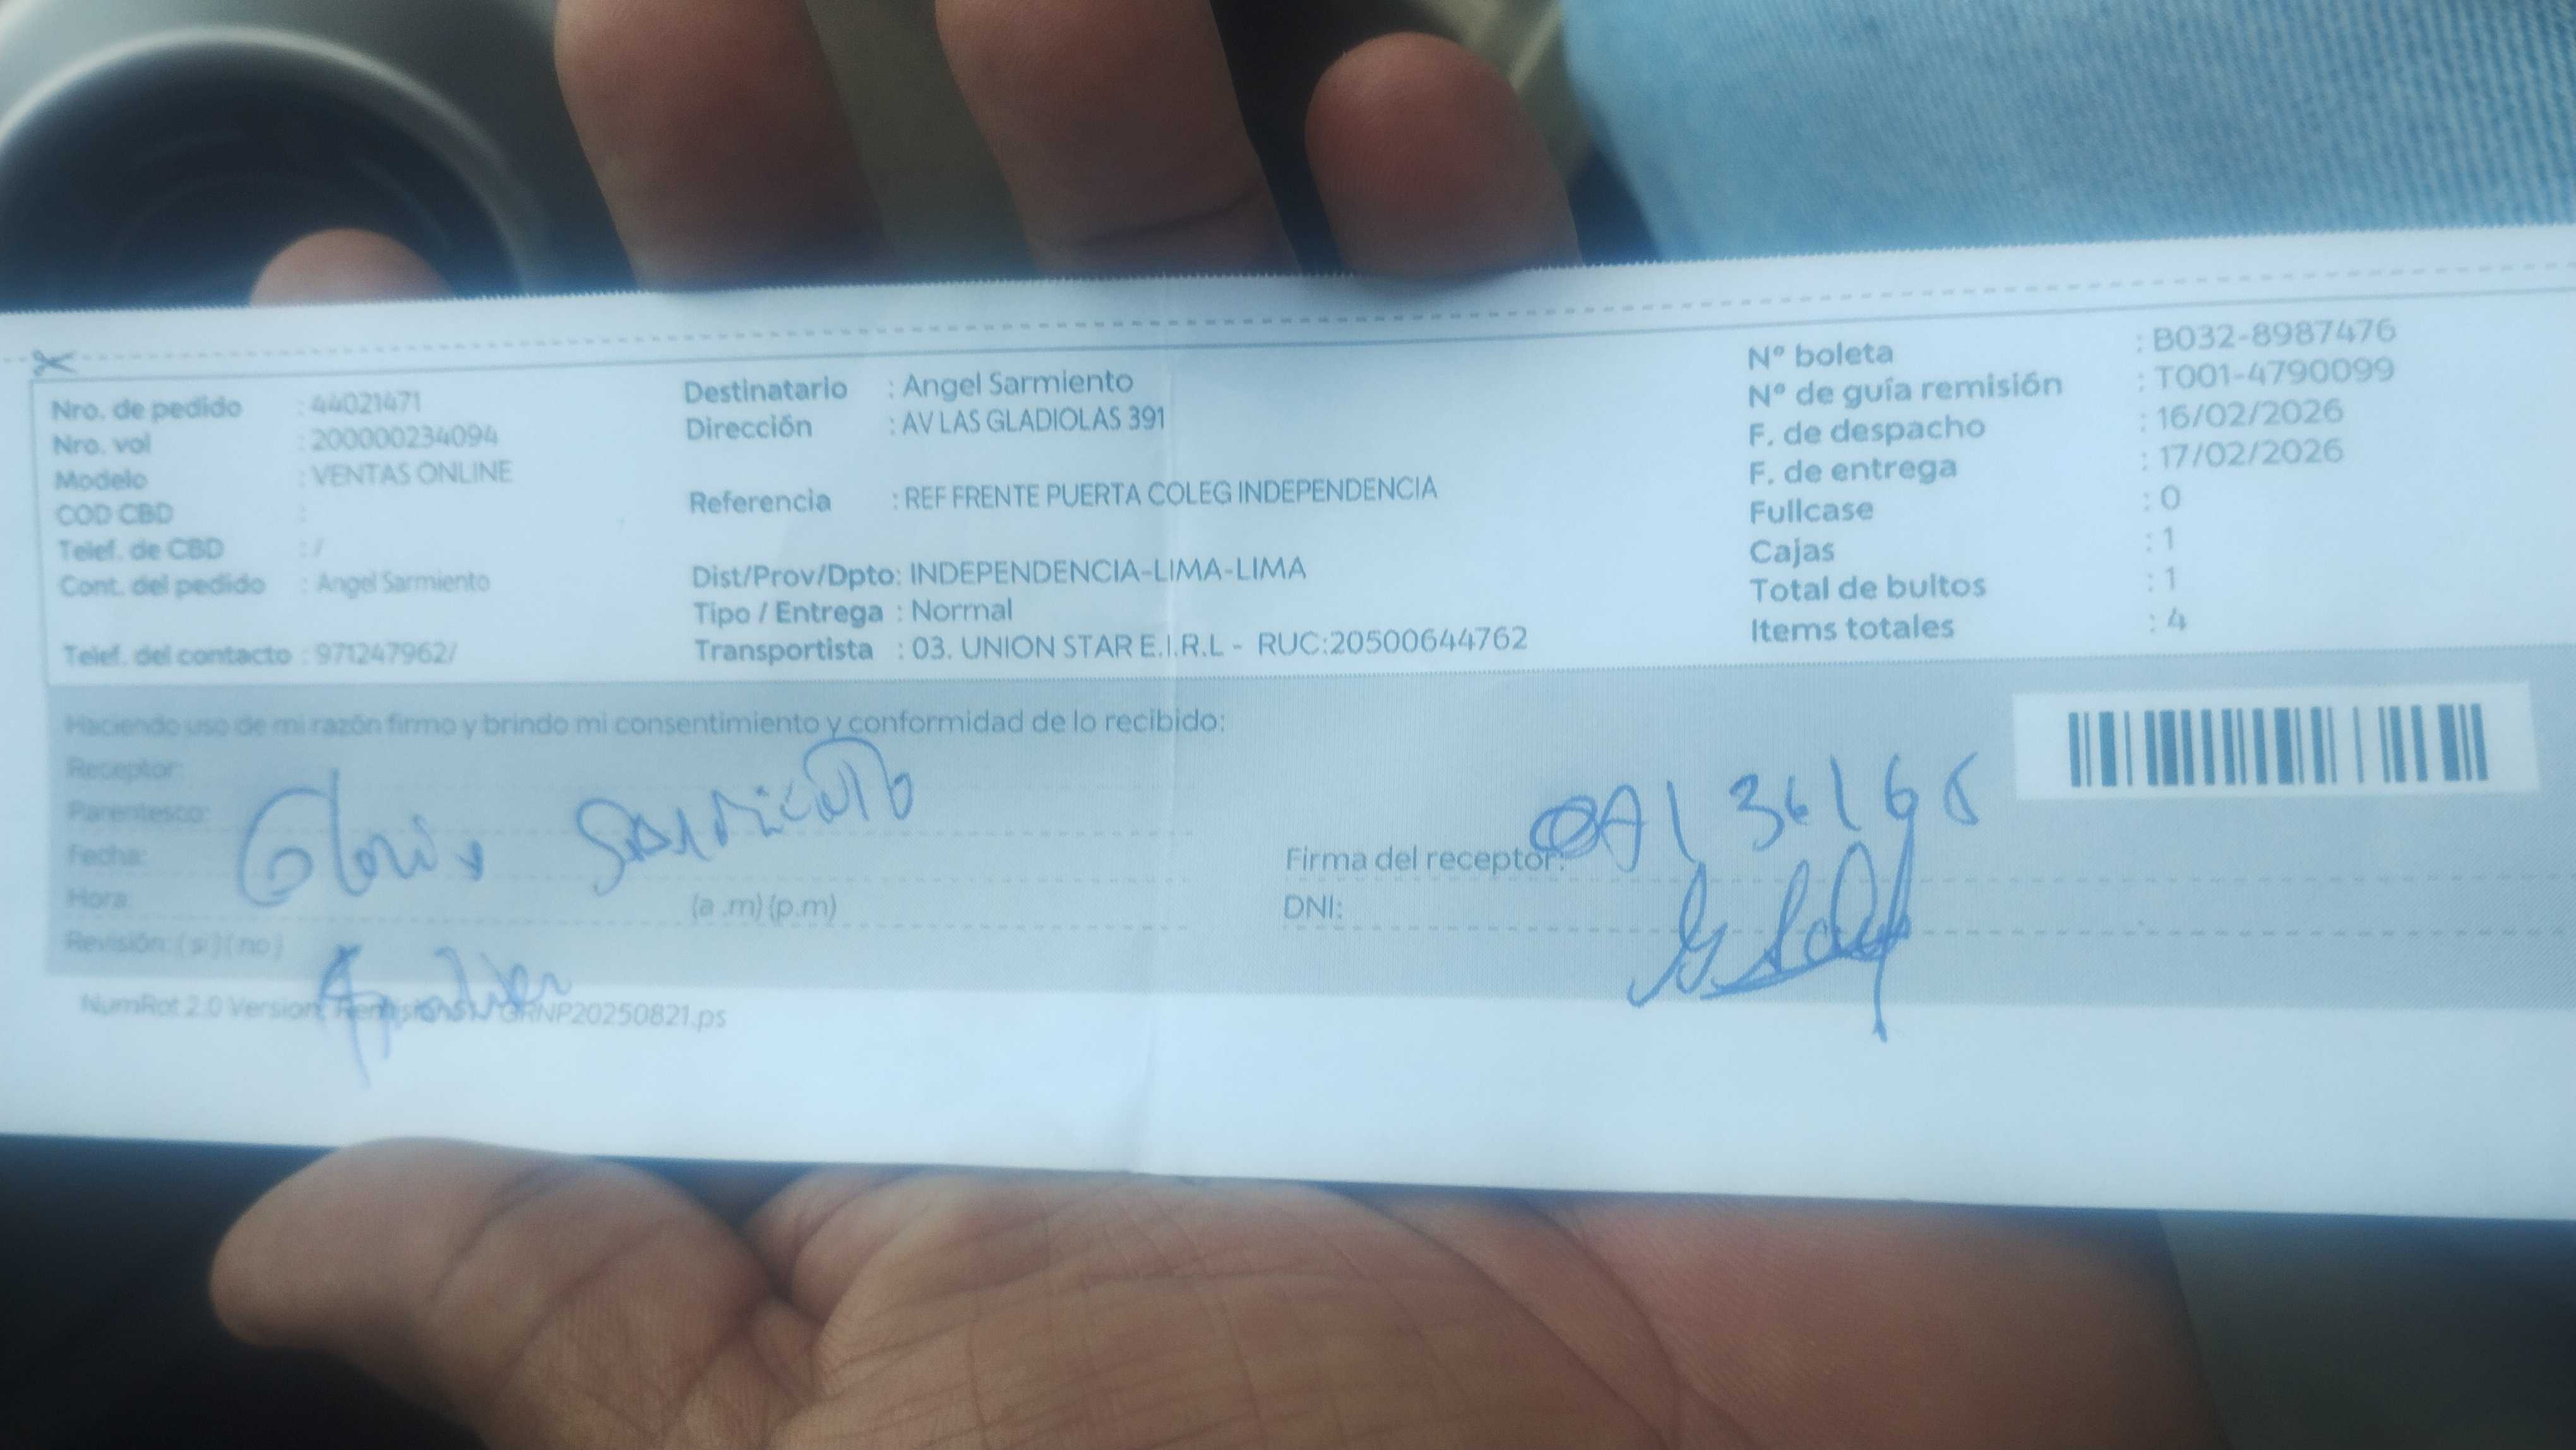 Nro. de pedido : 44021471
Nro. vol : 200000234094
Modelo : VENTAS ONLINE
COD CBD :
Telef. de CBD : /
Cont. del pedido : Angel Sarmiento
Telef. del contacto : 971247962/
Destinatario : Angel Sarmiento
Dirección : AV LAS GLADIOLAS 391
Referencia : REF FRENTE PUERTA COLEG INDEPENDENCIA
Dist/Prov/Dpto: INDEPENDENCIA-LIMA-LIMA
Tipo / Entrega : Normal
Transportista : 03. UNION STAR E.I.R.L - RUC:20500644762
Nº boleta : B032-8987476
Nº de guía remisión : T001-4790099
F. de despacho : 16/02/2026
F. de entrega : 17/02/2026
Fullcase : 0
Cajas : 1
Total de bultos : 1
Items totales : 4
Haciendo uso de mi razón firmo y brindo mi consentimiento y conformidad de lo recibido:
Receptor:
Parentesco:
Gloria Sarmiento
Fecha:
Hora: (a .m) (p.m)
Revisión: ( si ) ( no )
Firma del receptor:
DNI:
NumRot 2.0 Version: GRNP20250821.ps